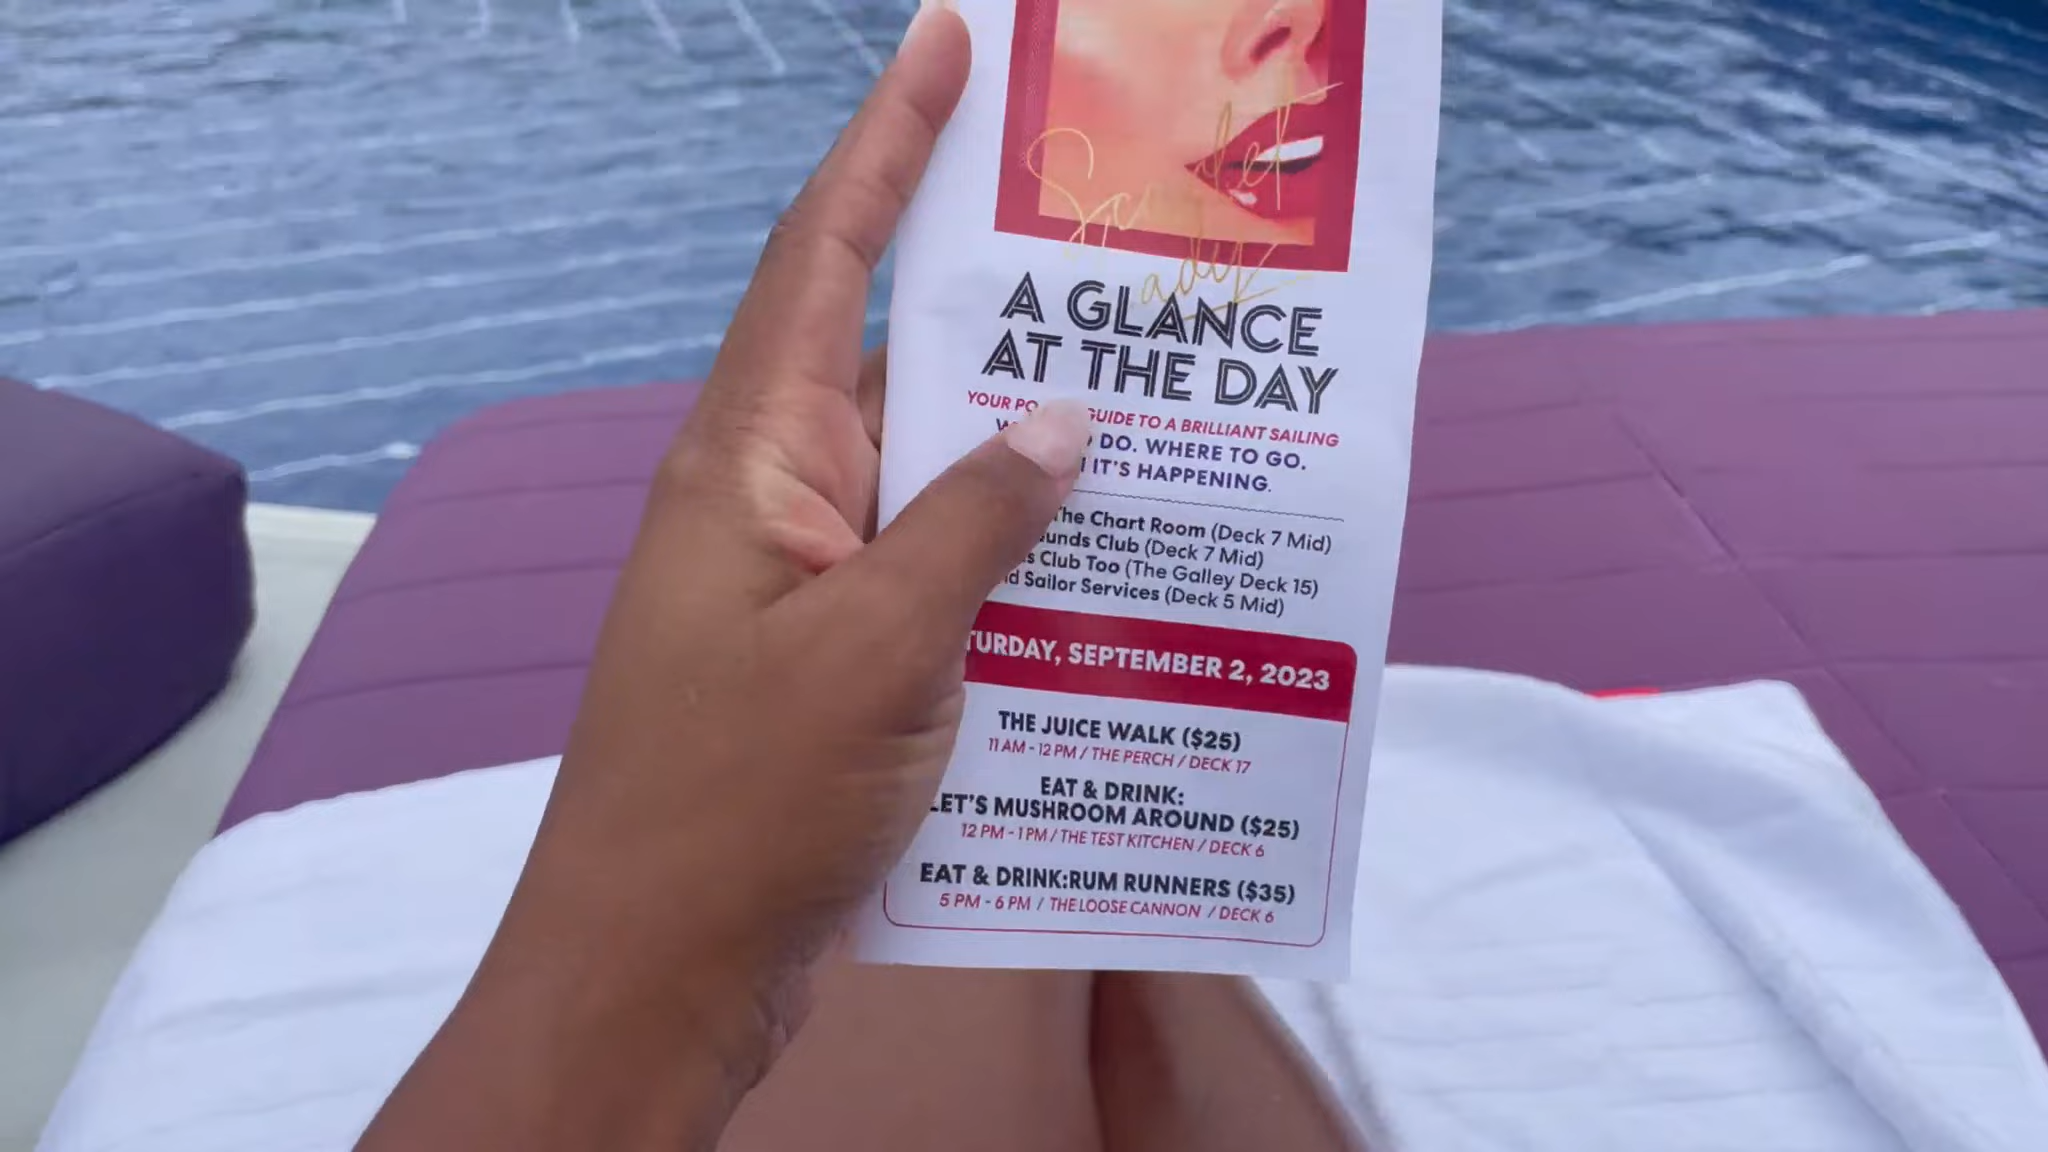 Scarlet
Lady
A GLANCE
AT THE DAY
YOUR GUIDE TO A BRILLIANT SAILING
DO. WHERE TO GO.
IT'S HAPPENING.
The Chart Room (Deck 7 Mid)
Club (Deck 7 Mid)
Club Too (The Galley Deck 15)
Sailor Services (Deck 5 Mid)
SEPTEMBER 2, 2023
THE JUICE WALK ($25)
11 AM - 12 PM / THE PERCH / DECK 17
EAT & DRINK:
LET'S MUSHROOM AROUND ($25)
12 PM - 1 PM / THE TEST KITCHEN / DECK 6
EAT & DRINK:RUM RUNNERS ($35)
5 PM - 6 PM / THE LOOSE CANNON / DECK 6